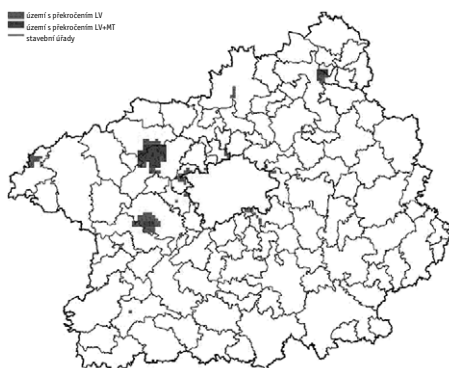 území s překročením LV
území s překročením LV+MT
stavební úřady